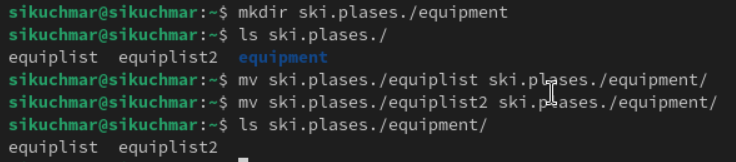 sikuchmar@sikuchmar:~$ mkdir ski.plases./equipment
sikuchmar@sikuchmar:~$ ls ski.plases./
equiplist  equiplist2  equipment
sikuchmar@sikuchmar:~$ mv ski.plases./equiplist ski.plases./equipment/
sikuchmar@sikuchmar:~$ mv ski.plases./equiplist2 ski.plases./equipment/
sikuchmar@sikuchmar:~$ ls ski.plases./equipment/
equiplist  equiplist2